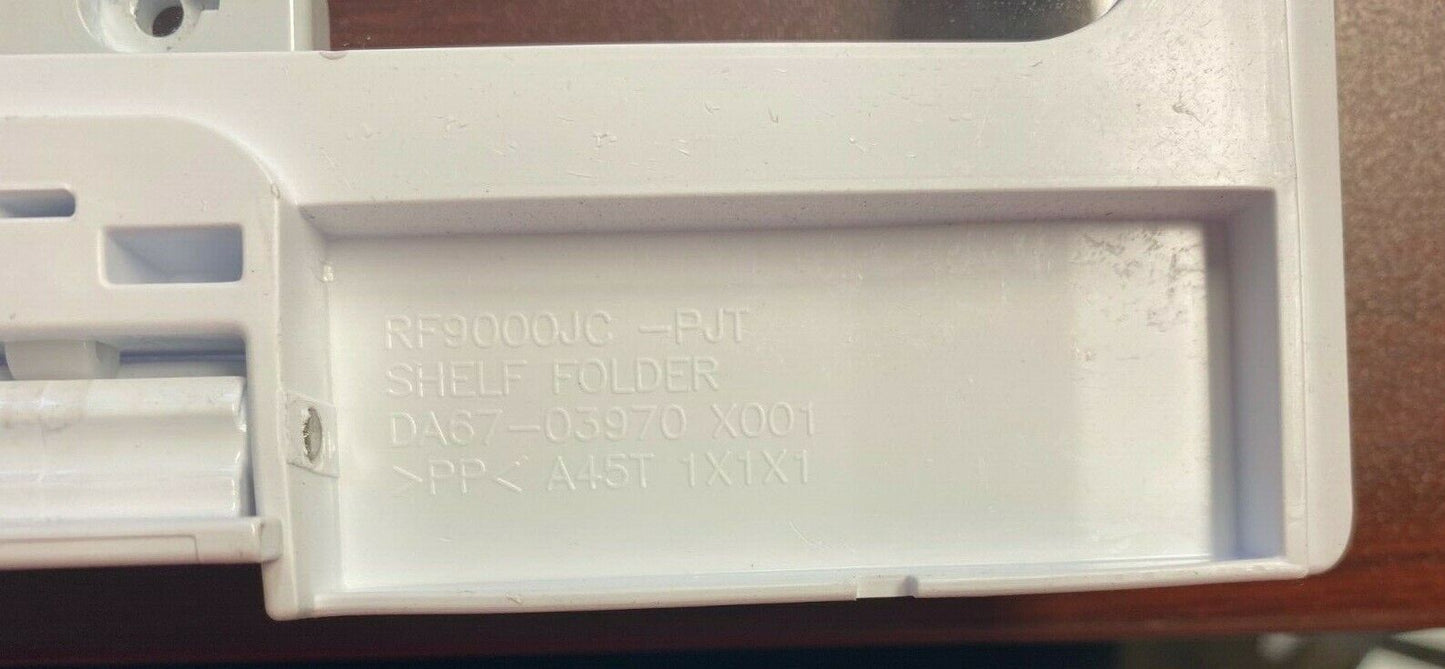 RF9000JC -PJT
SHELF FOLDER
DA67-03970 X001
>PP< A45T 1X1X1